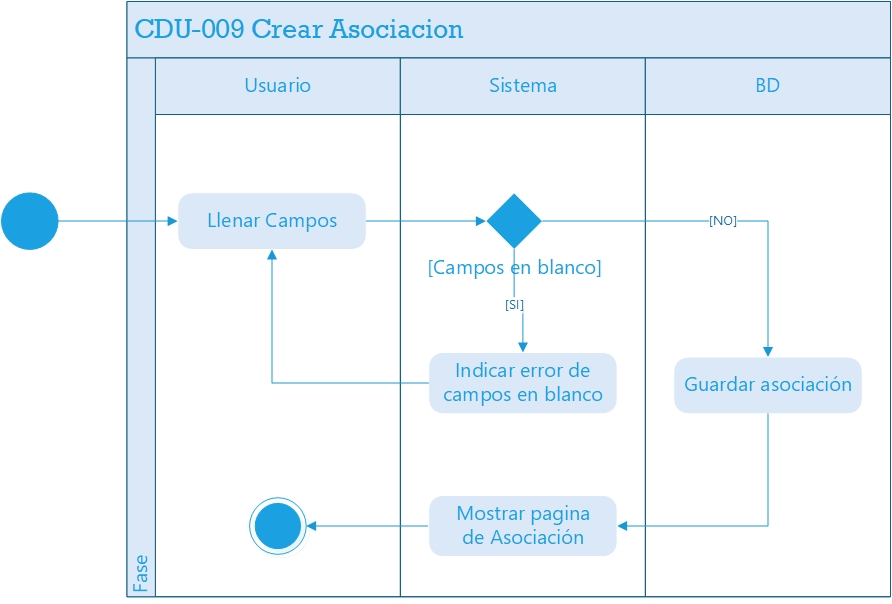 CDU-009 Crear Asociacion
Usuario
Sistema
BD
Llenar Campos
[NO]
[Campos en blanco]
[SI]
Indicar error de
campos en blanco
Guardar asociación
Mostrar pagina
de Asociación
Fase